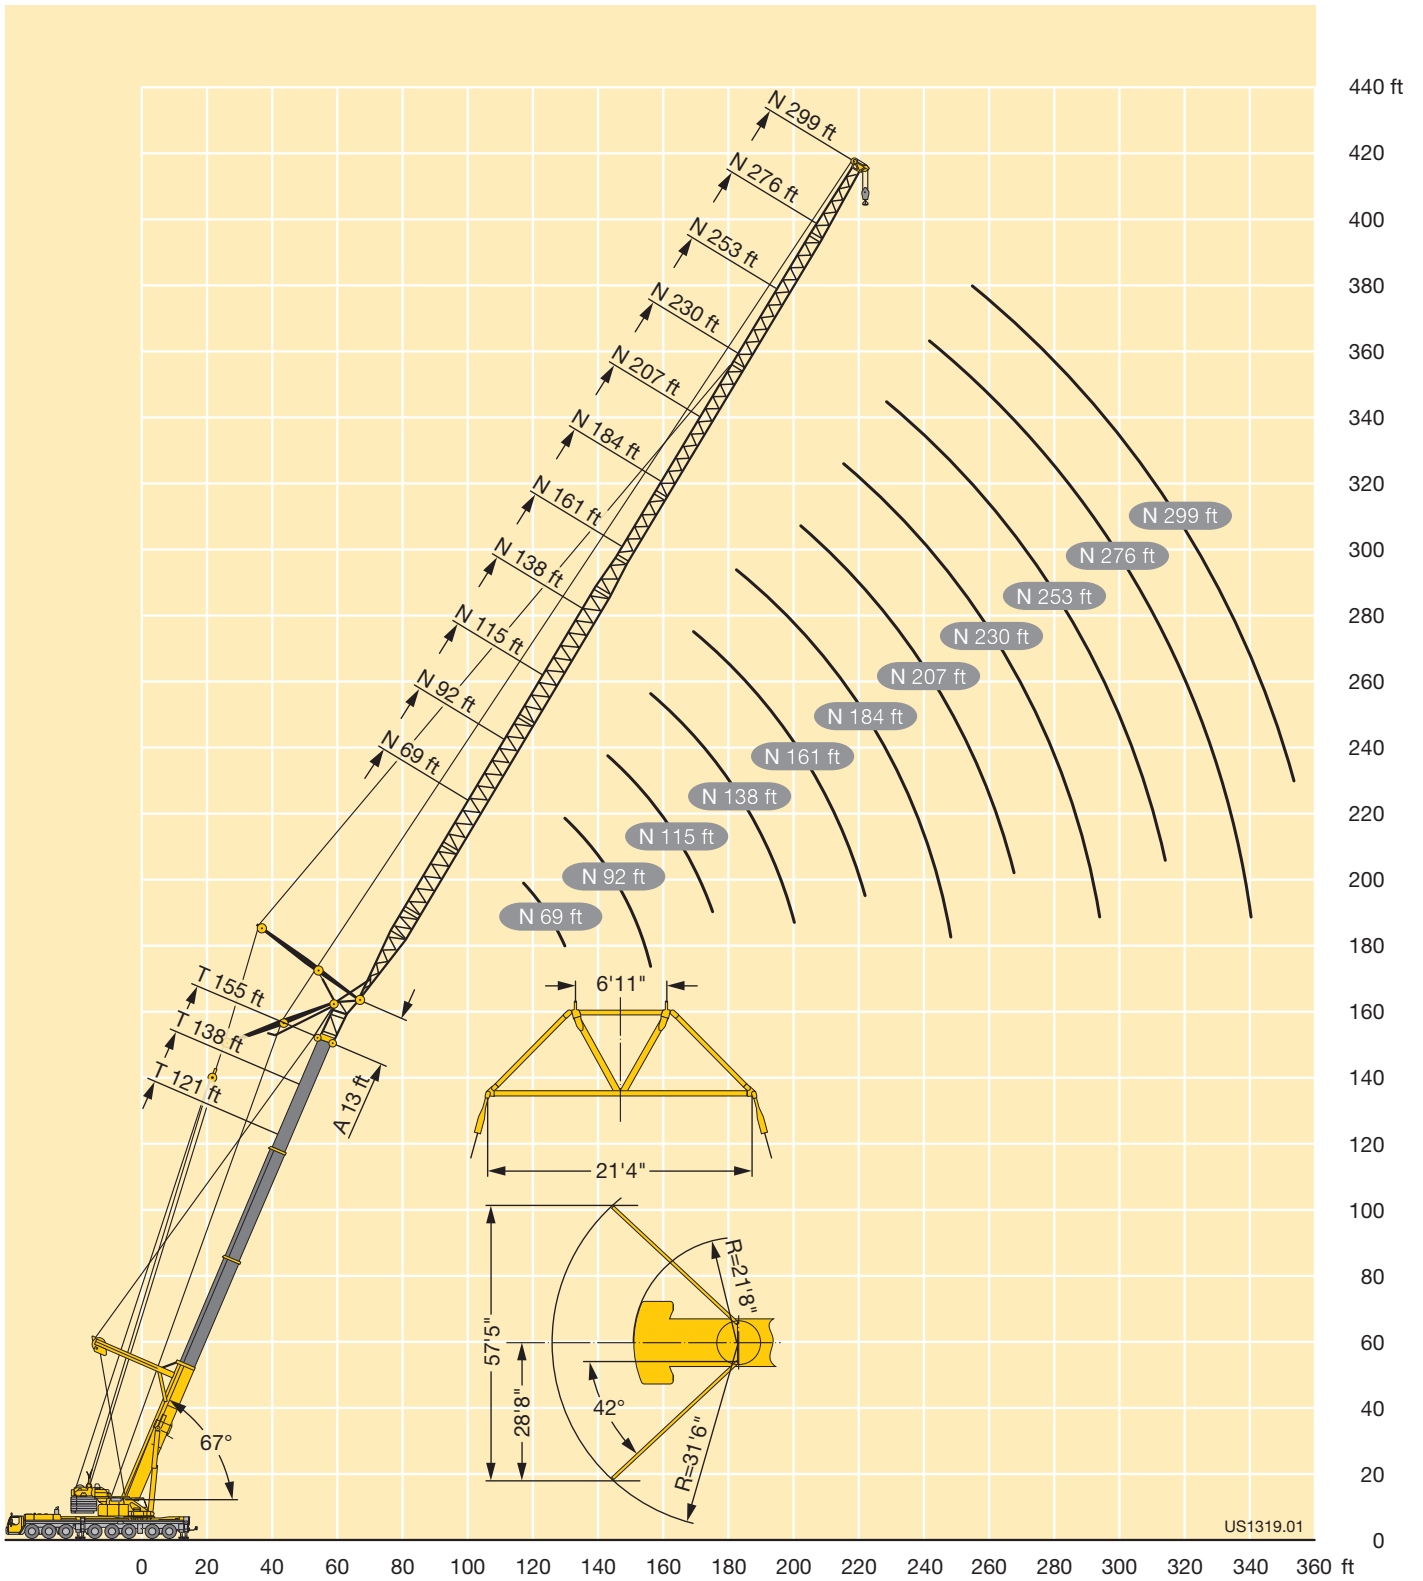 440 ft
N 299 ft
420
N 276 ft
400
N 253 ft
380
N 230 ft
360
N 207 ft
340
N 184 ft
320
N 161 ft
N 299 ft
300
N 138 ft
N 276 ft
280
N 115 ft
N 253 ft
N 230 ft
260
N 92 ft
N 207 ft
N 184 ft
240
N 69 ft
N 161 ft
N 138 ft
220
N 115 ft
200
N 92 ft
N 69 ft
180
T 155 ft
6'11"
160
T 138 ft
140
T 121 ft
A 13 ft
120
21'4"
100
R=21'8"
80
57'5"
60
28'8"
42°
40
67°
R=31'6"
20
US1319.01
0
0 20 40 60 80 100 120 140 160 180 200 220 240 260 280 300 320 340 360 ft